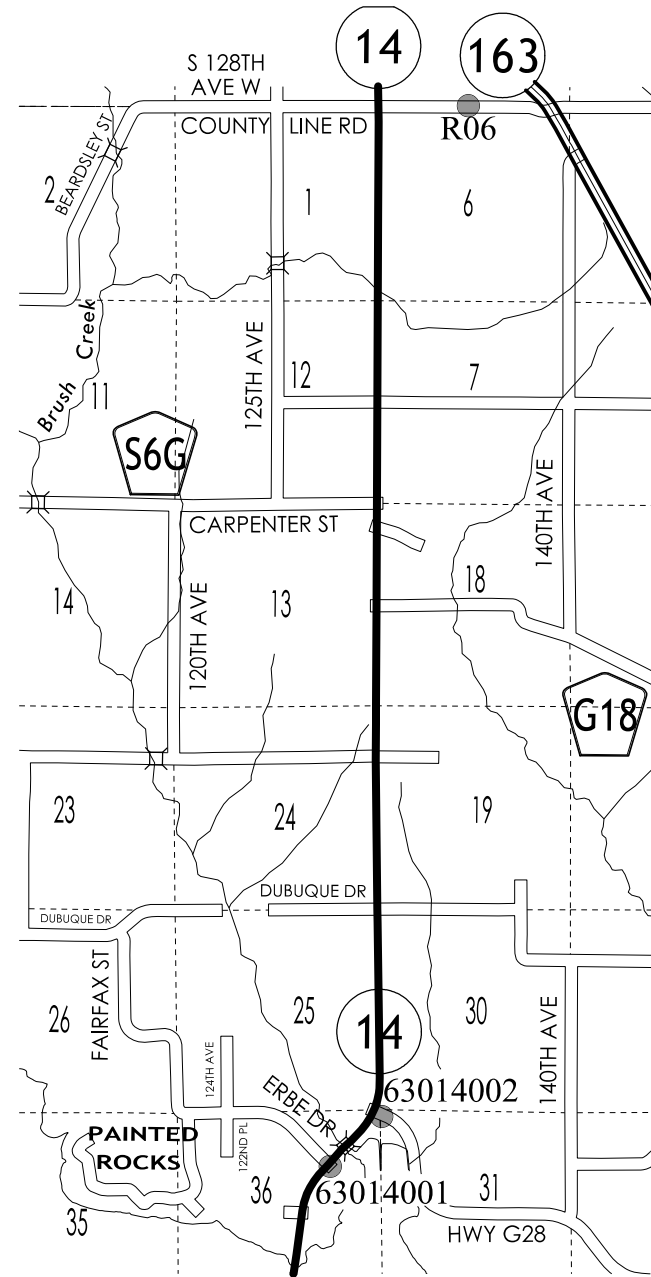 14
163
S 128TH
AVE W
COUNTY LINE RD
R06
BEARDSLEY ST
2
1
6
Brush Creek
11
125TH AVE
12
7
S6G
CARPENTER ST
140TH AVE
14
120TH AVE
13
18
G18
23
24
19
DUBUQUE DR
DUBUQUE DR
FAIRFAX ST
26
25
30
14
140TH AVE
124TH AVE
ERBE DR
63014002
PAINTED
ROCKS
122ND PL
36
63014001
31
35
HWY G28